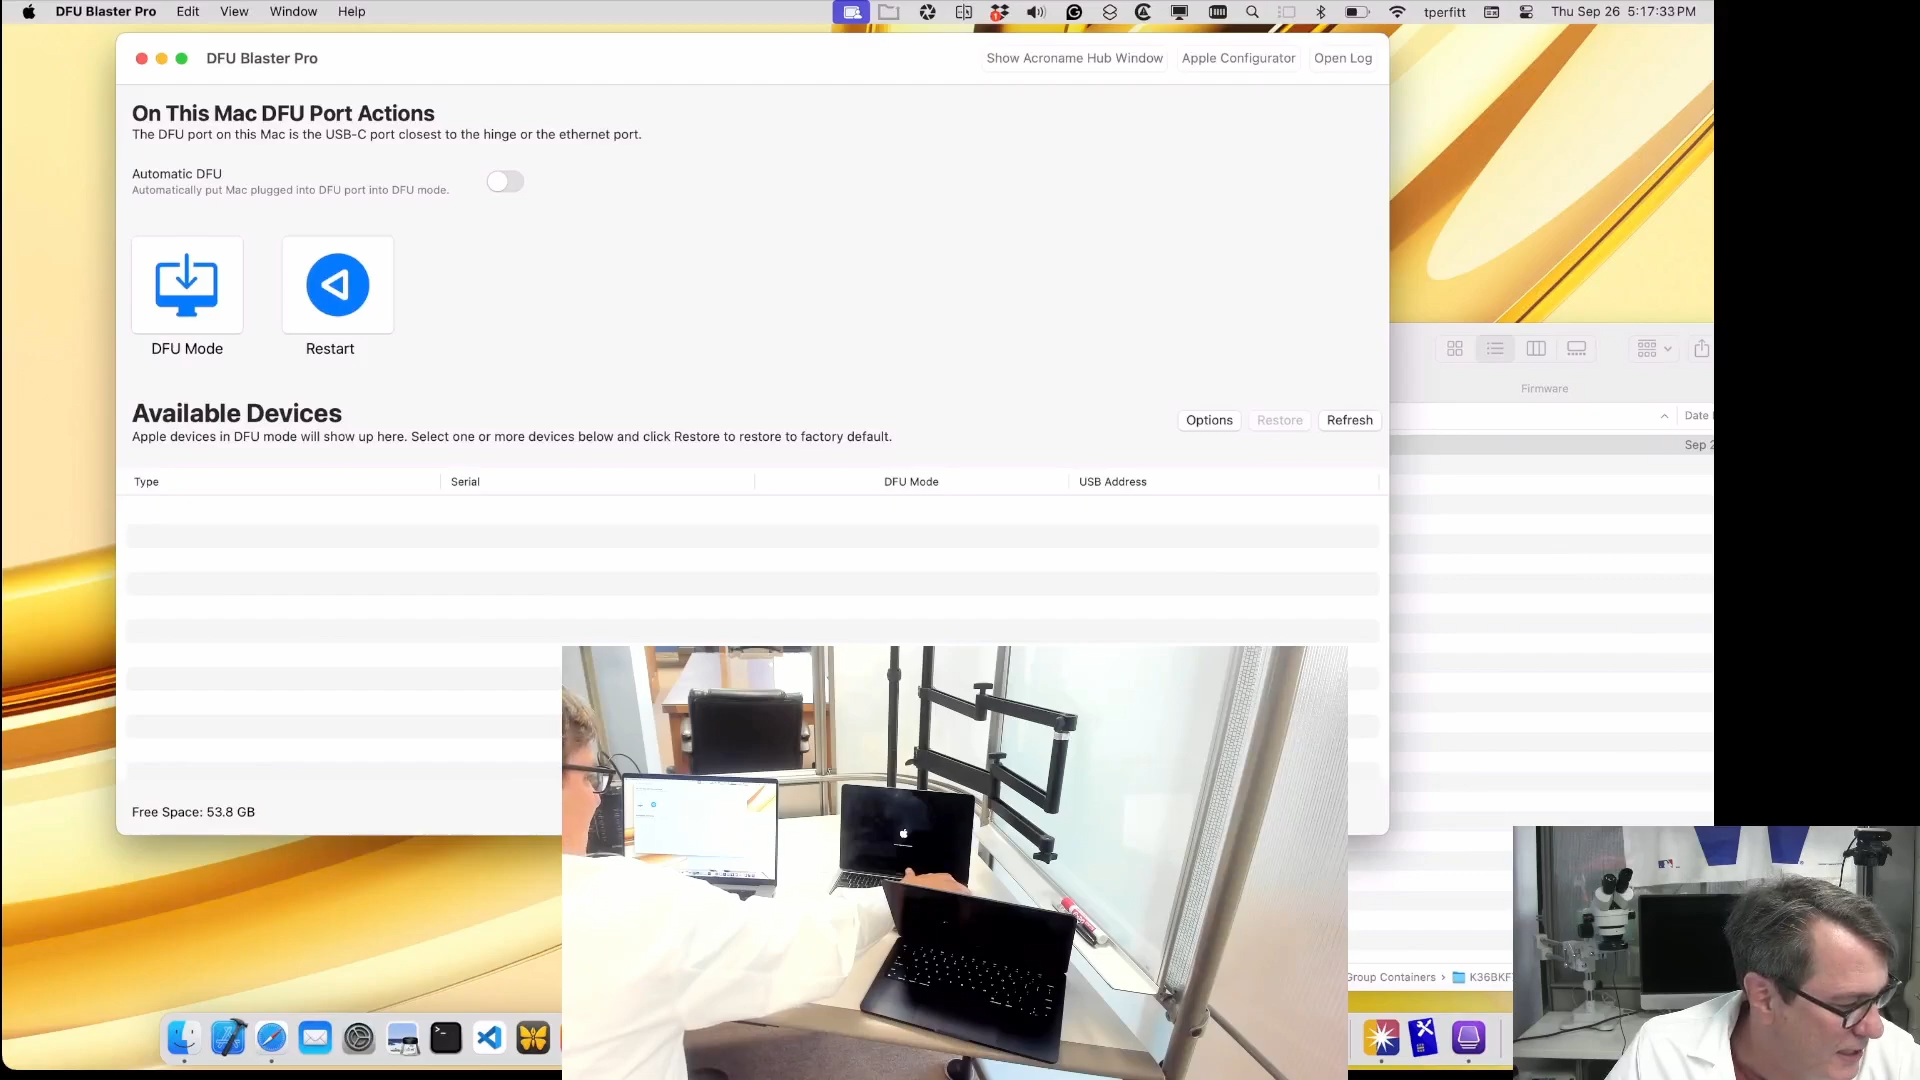 DFU Blaster Pro Edit View Window Help tperfitt Thu Sep 26 5:17:33 PM
DFU Blaster Pro Show Acroname Hub Window Apple Configurator Open Log
On This Mac DFU Port Actions
The DFU port on this Mac is the USB-C port closest to the hinge or the ethernet port.
Automatic DFU
Automatically put Mac plugged into DFU port into DFU mode.
DFU Mode Restart
Firmware
Date
Sep 2
Available Devices Options Restore Refresh
Apple devices in DFU mode will show up here. Select one or more devices below and click Restore to restore to factory default.
Type Serial DFU Mode USB Address
Free Space: 53.8 GB
Group Containers › K36BKF